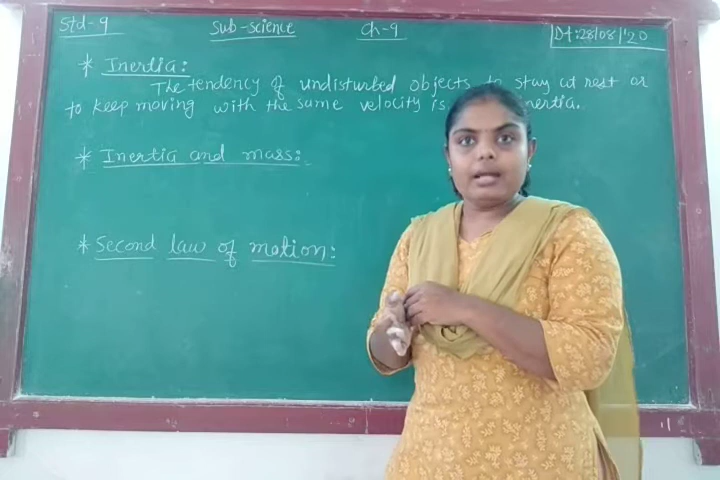 Std-9 Sub-Science Ch-9 Dt:28/08/'20
* Inertia:
The tendency of undisturbed objects to stay at rest or
to keep moving with the same velocity is inertia.
* Inertia and mass:-
* Second law of motion: